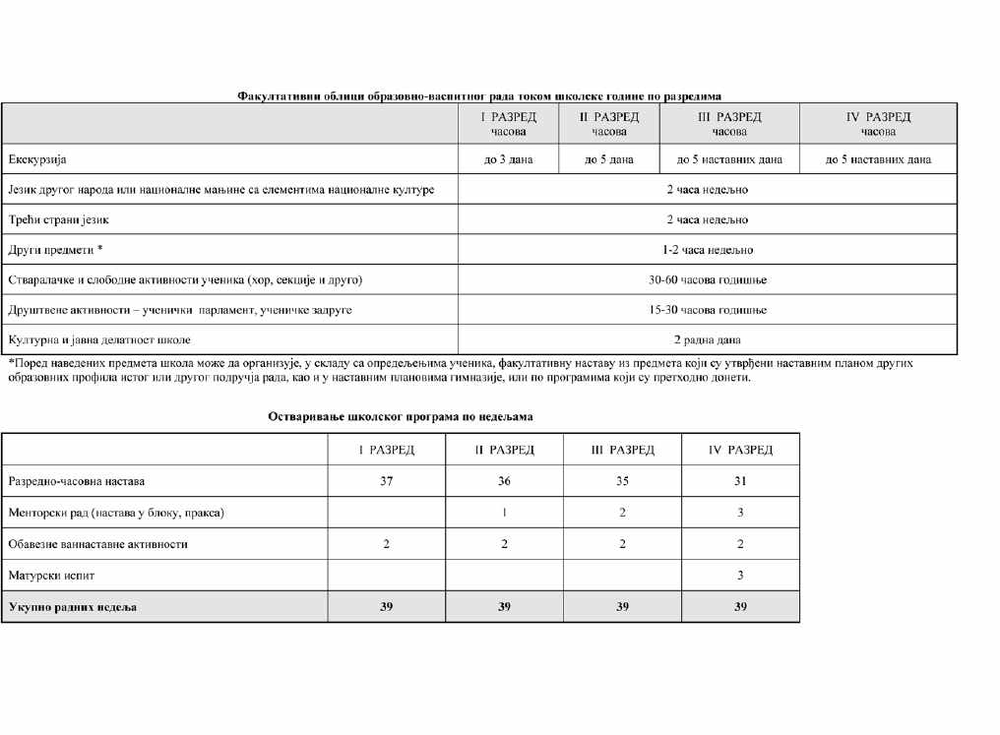 Факултативни облици образовно-васпитног рада током школске године по разредима
I РАЗРЕД часова II РАЗРЕД часова III РАЗРЕД часова IV РАЗРЕД часова
Екскурзија до 3 дана до 5 дана до 5 наставних дана до 5 наставних дана
Језик другог народа или националне мањине са елементима националне културе 2 часа недељно
Трећи страни језик 2 часа недељно
Други предмети * 1-2 часа недељно
Стваралачке и слободне активности ученика (хор, секције и друго) 30-60 часова годишње
Друштвене активности – ученички парламент, ученичке задруге 15-30 часова годишње
Културна и јавна делатност школе 2 радна дана
*Поред наведених предмета школа може да организује, у складу са опредељењима ученика, факултативну наставу из предмета који су утврђени наставним планом других
образовних профила истог или другог подручја рада, као и у наставним плановима гимназије, или по програмима који су претходно донети.
Остваривање школског програма по недељама
I РАЗРЕД II РАЗРЕД III РАЗРЕД IV РАЗРЕД
Разредно-часовна настава 37 36 35 31
Менторски рад (настава у блоку, пракса) 1 2 3
Обавезне ваннаставне активности 2 2 2 2
Матурски испит 3
Укупно радних недеља 39 39 39 39